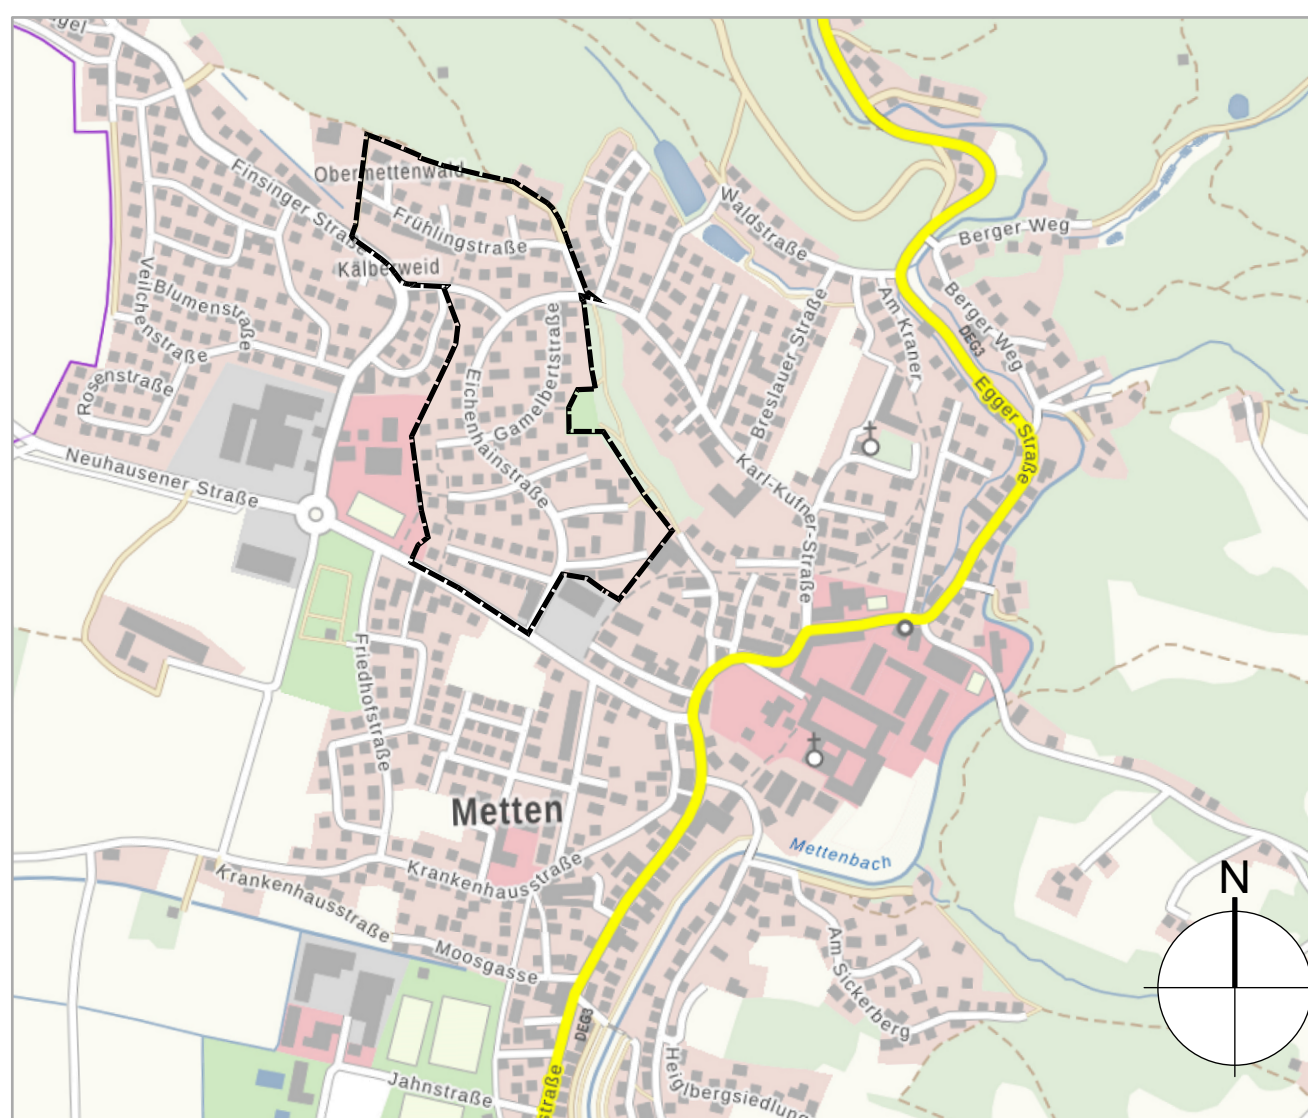 Obermettenwald
Finsinger Straße
Frühlingstraße
Kälberweid
Waldstraße
Berger Weg
Veilchenstraße
Blumenstraße
Rosenstraße
Eichenhainstraße
Gamelbertstraße
Breslauer Straße
Am Kraner
Berger Weg
DEG3
Egger Straße
Neuhausener Straße
Karl-Kufner-Straße
Friedhofstraße
Metten
Mettenbach
Krankenhausstraße
Krankenhausstraße
N
Moosgasse
Am Sickerberg
DEG3
Jahnstraße
Heiglbergsiedlung
straße